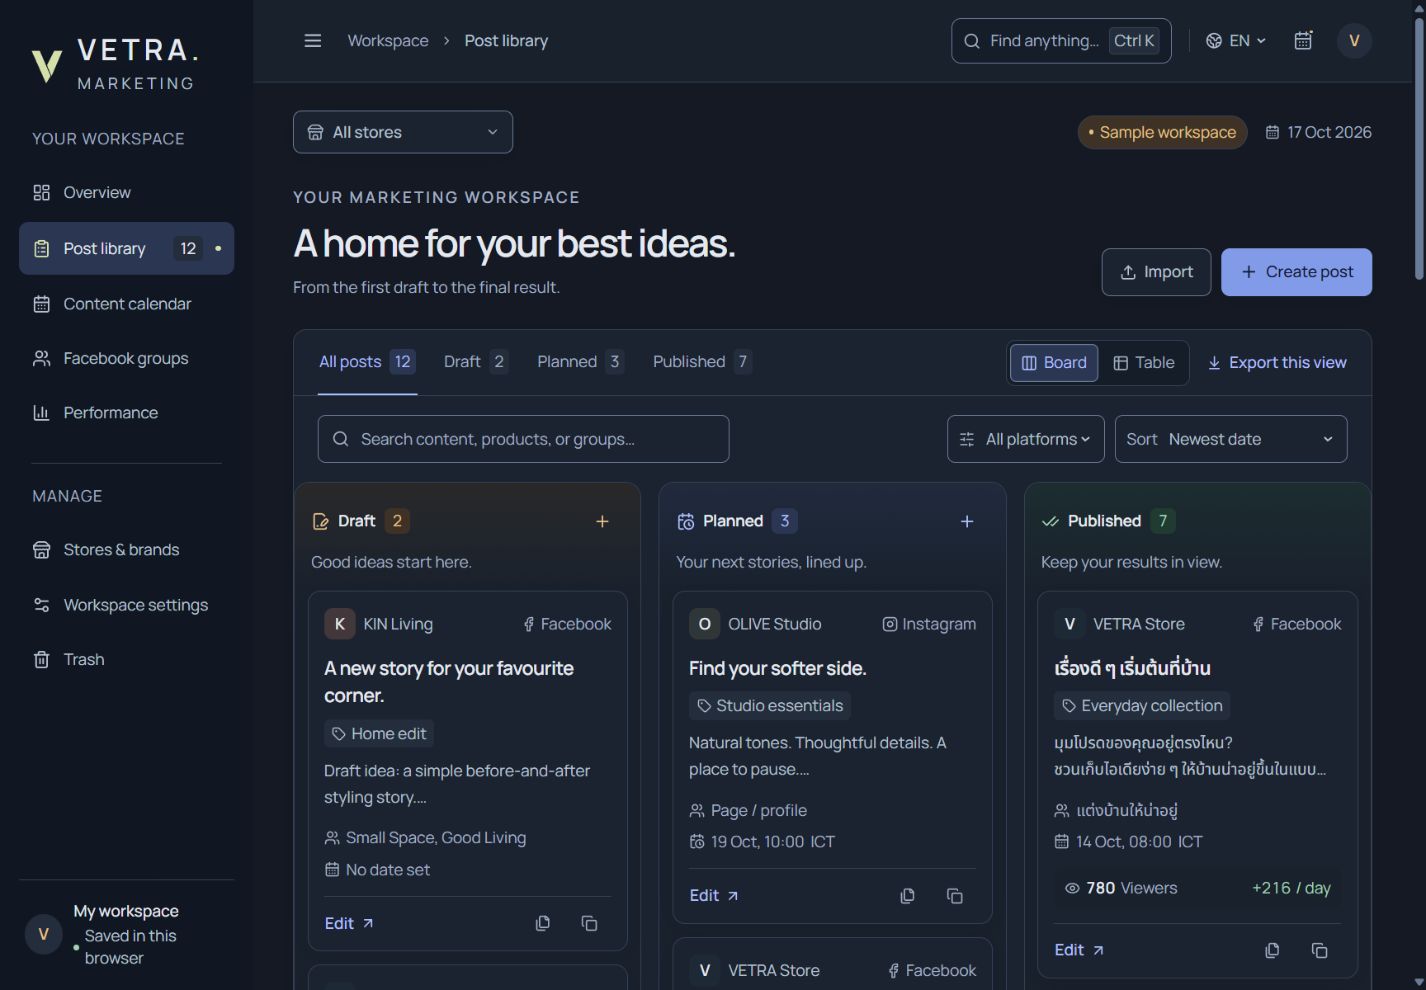 VETRA.
MARKETING
YOUR WORKSPACE
Overview
Post library 12
Content calendar
Facebook groups
Performance
MANAGE
Stores & brands
Workspace settings
Trash
V
My workspace
Saved in this
browser
Workspace > Post library
Find anything... Ctrl K
EN
V
All stores
Sample workspace
17 Oct 2026
YOUR MARKETING WORKSPACE
A home for your best ideas.
From the first draft to the final result.
Import
+ Create post
All posts 12
Draft 2
Planned 3
Published 7
Board
Table
Export this view
Search content, products, or groups...
All platforms
Sort Newest date
Draft 2 +
Good ideas start here.
K KIN Living Facebook
A new story for your favourite
corner.
Home edit
Draft idea: a simple before-and-after
styling story....
Small Space, Good Living
No date set
Edit
Planned 3 +
Your next stories, lined up.
O OLIVE Studio Instagram
Find your softer side.
Studio essentials
Natural tones. Thoughtful details. A
place to pause....
Page / profile
19 Oct, 10:00 ICT
Edit
V VETRA Store Facebook
Published 7
Keep your results in view.
V VETRA Store Facebook
เรื่องดี ๆ เริ่มต้นที่บ้าน
Everyday collection
มุมโปรดของคุณอยู่ตรงไหน?
ชวนเก็บไอเดียง่าย ๆ ให้บ้านน่าอยู่ขึ้นในแบบ...
แต่งบ้านให้น่าอยู่
14 Oct, 08:00 ICT
780 Viewers +216 / day
Edit